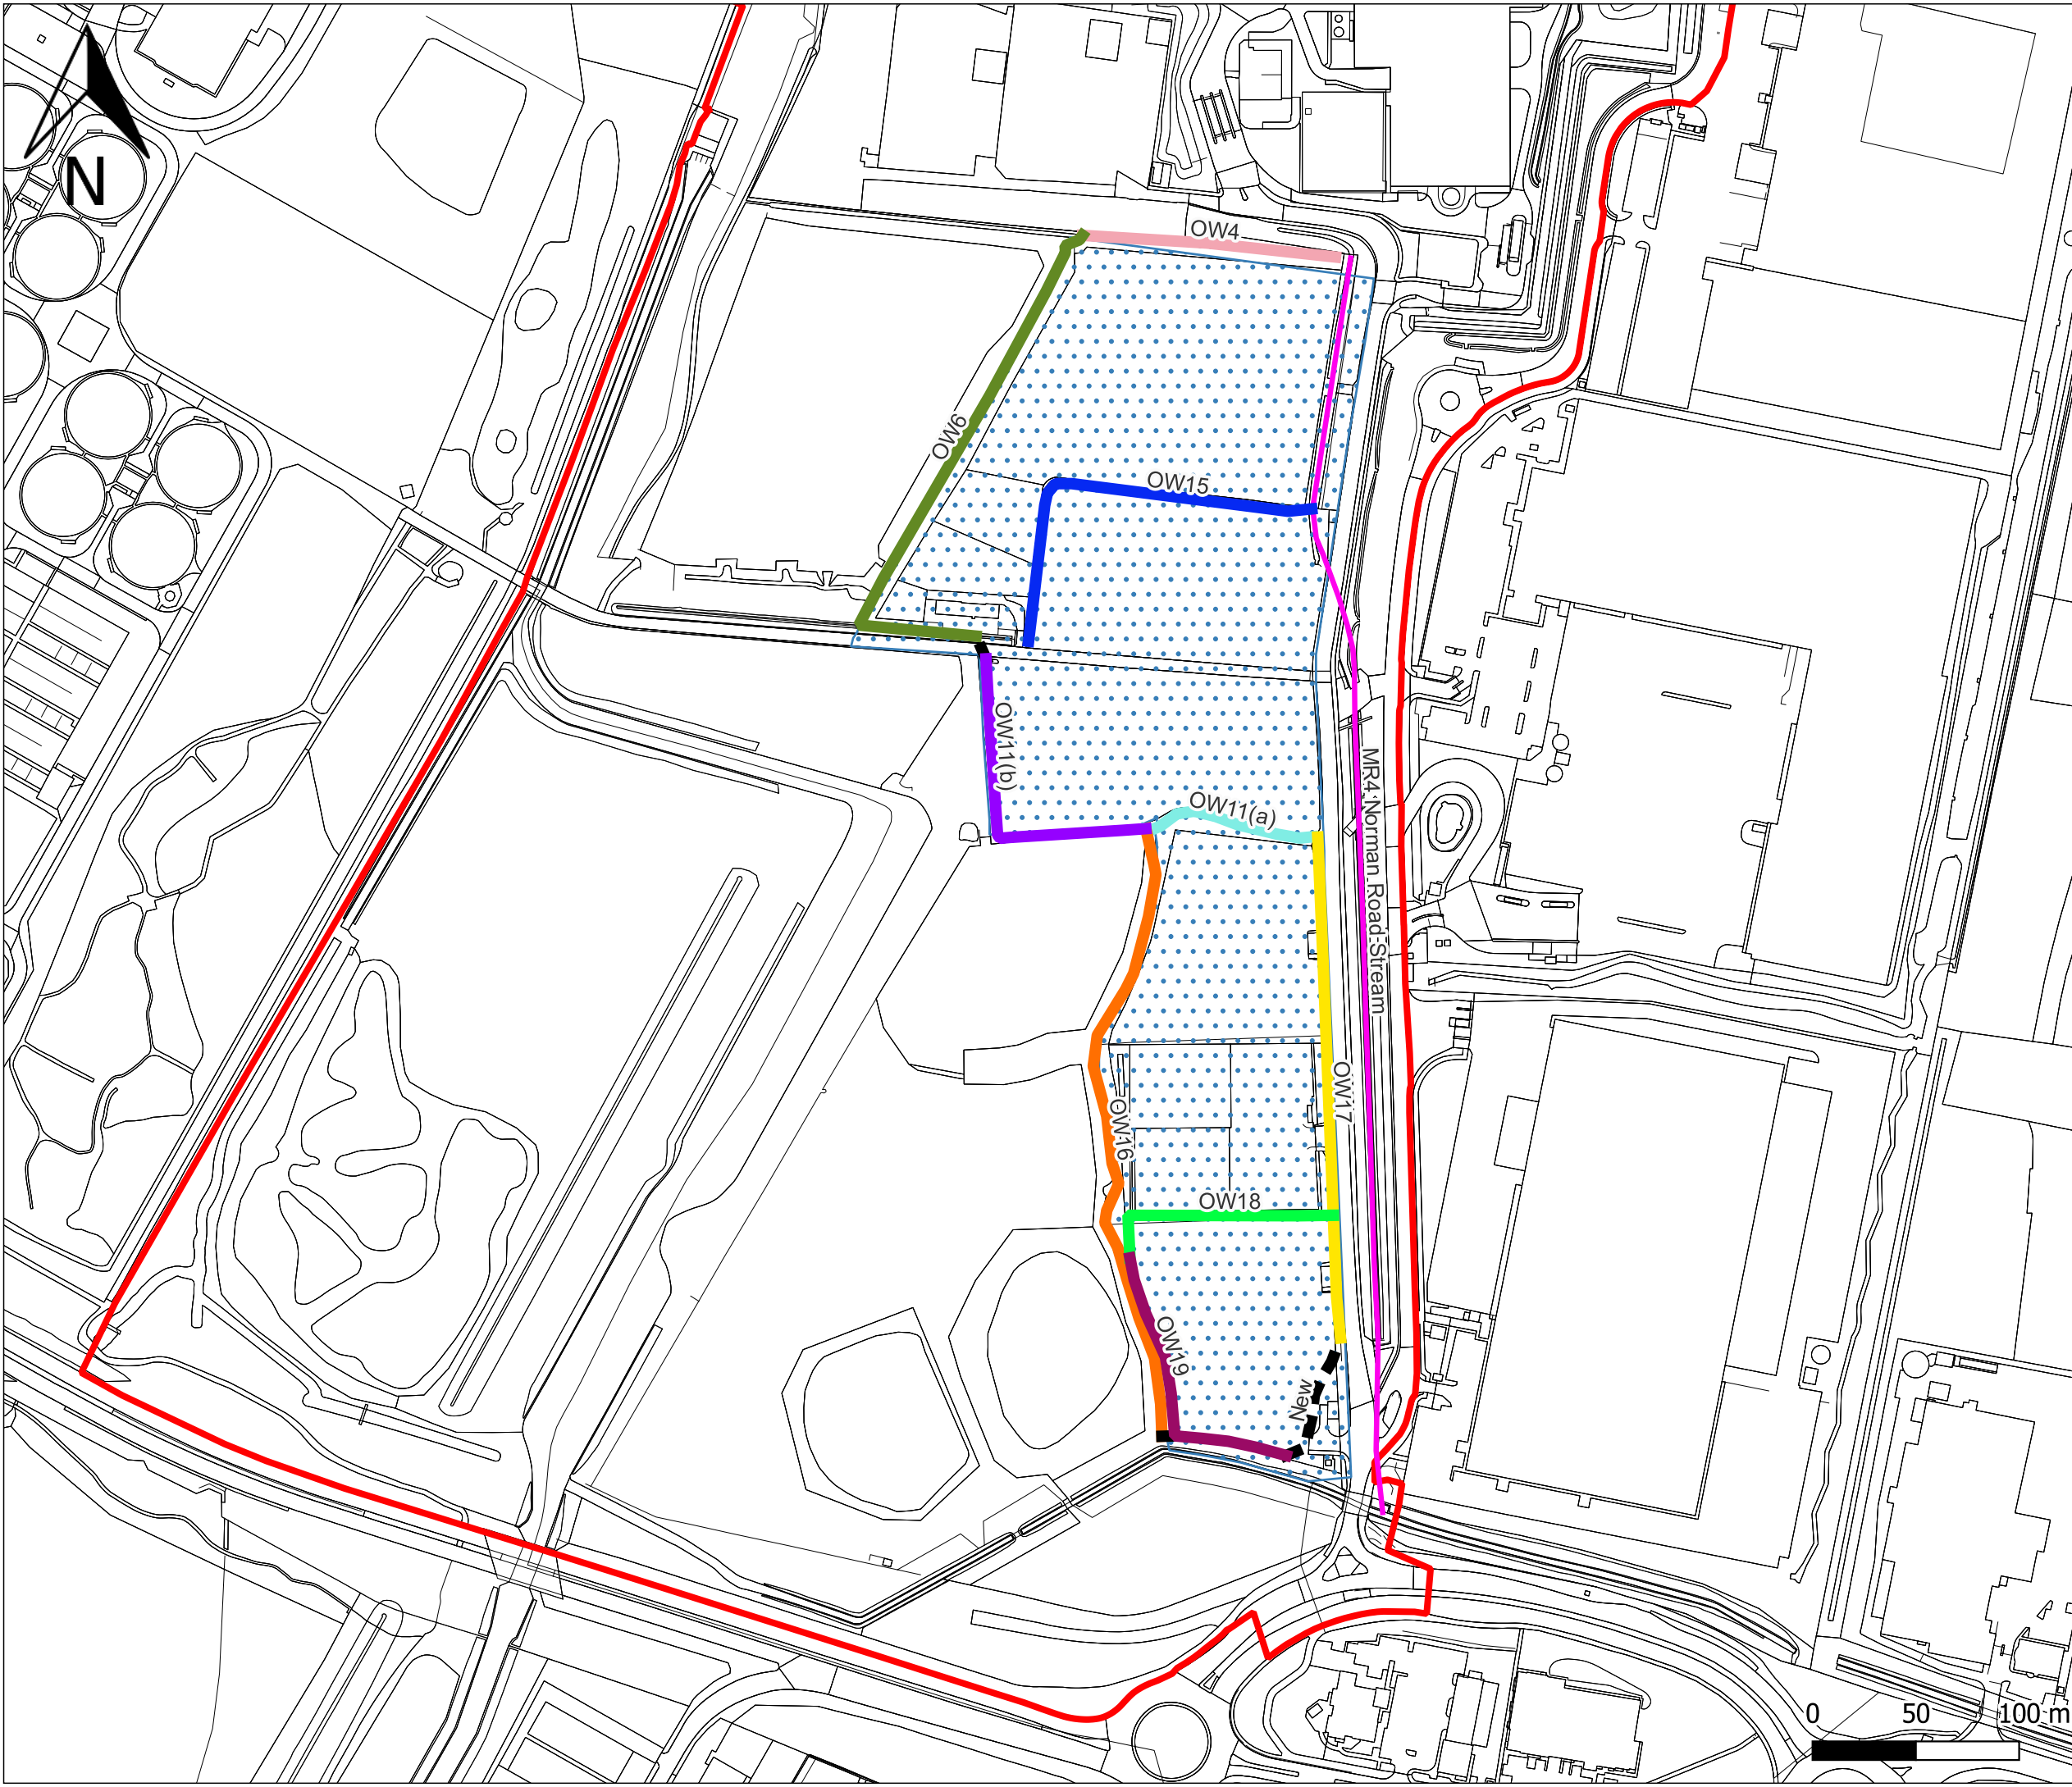 N
OW4
OW6
OW15
OW11(b)
OW11(a)
MR4 Norman Road Stream
OW17
OW16
OW18
OW19
New
0 50 100 m